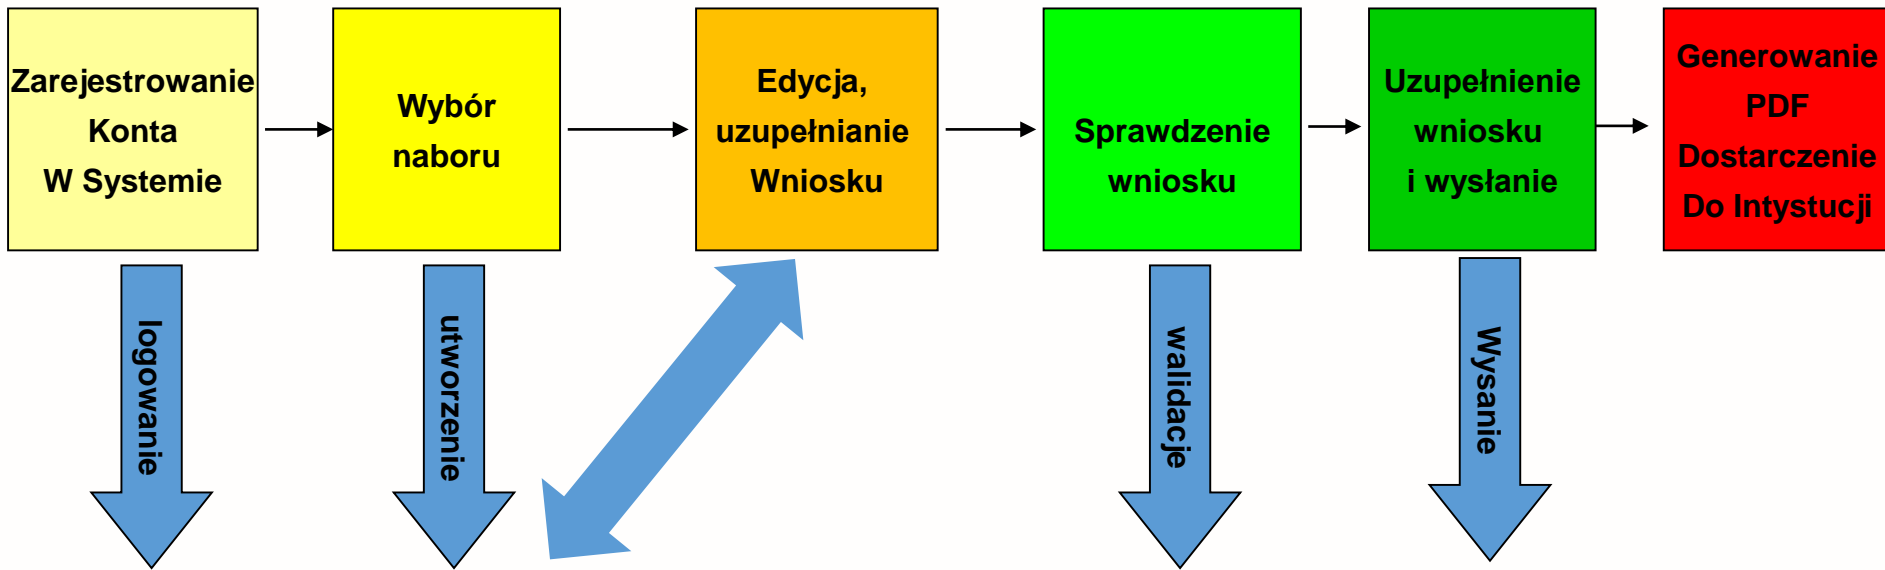 Zarejestrowanie
Konta
W Systemie
Wybór
naboru
Edycja,
uzupełnianie
Wniosku
Sprawdzenie
wniosku
Uzupełnienie
wniosku
i wysłanie
Generowanie
PDF
Dostarczenie
Do Intystucji
logowanie
utworzenie
walidacje
Wysanie